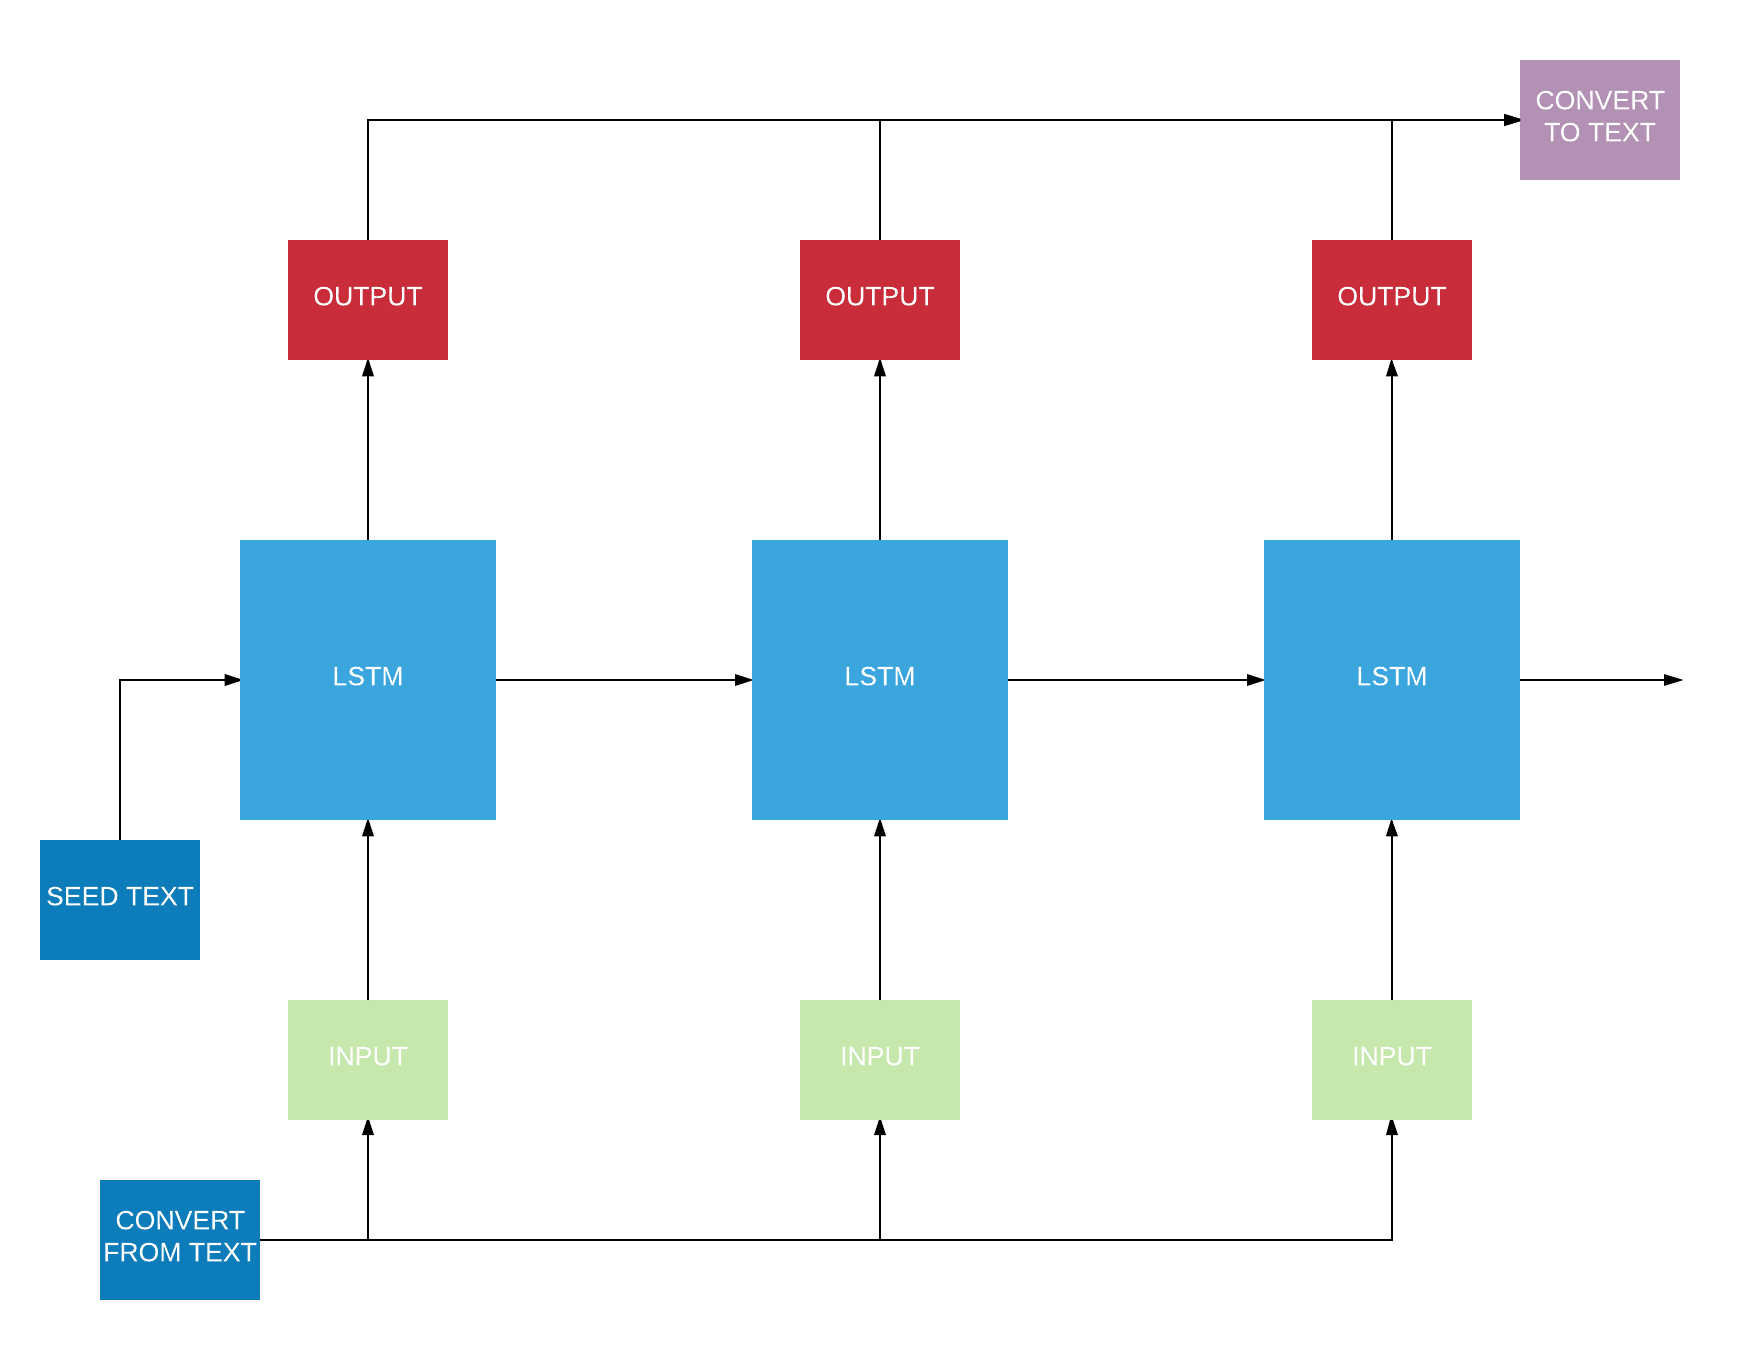 CONVERT
TO TEXT
OUTPUT
OUTPUT
OUTPUT
LSTM
LSTM
LSTM
SEED TEXT
INPUT
INPUT
INPUT
CONVERT
FROM TEXT